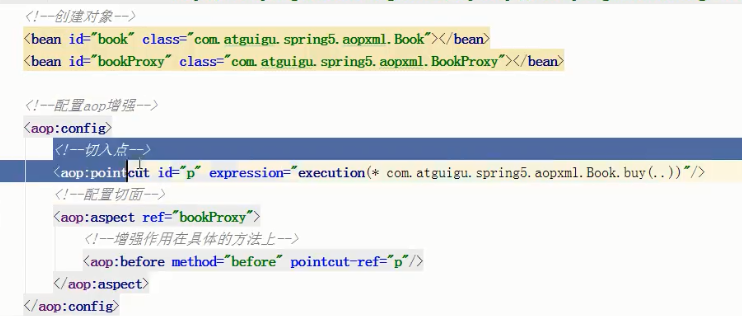 <!--创建对象-->
<bean id="book" class="com.atguigu.spring5.aopxml.Book"></bean>
<bean id="bookProxy" class="com.atguigu.spring5.aopxml.BookProxy"></bean>
<!--配置aop增强-->
<aop:config>
<!--切入点-->
<aop:pointcut id="p" expression="execution(* com.atguigu.spring5.aopxml.Book.buy(..))"/>
<!--配置切面-->
<aop:aspect ref="bookProxy">
<!--增强作用在具体的方法上-->
<aop:before method="before" pointcut-ref="p"/>
</aop:aspect>
</aop:config>